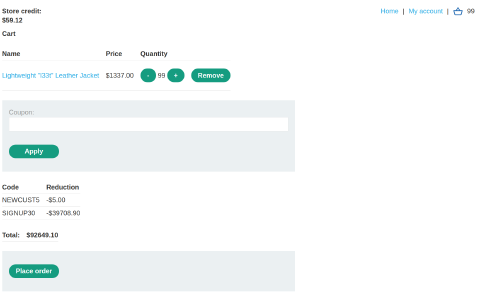 Store credit:
$59.12
Home | My account | 99
Cart
Name Price Quantity
Lightweight "l33t" Leather Jacket $1337.00 - 99 + Remove
Coupon:
Apply
Code Reduction
NEWCUST5 -$5.00
SIGNUP30 -$39708.90
Total: $92649.10
Place order